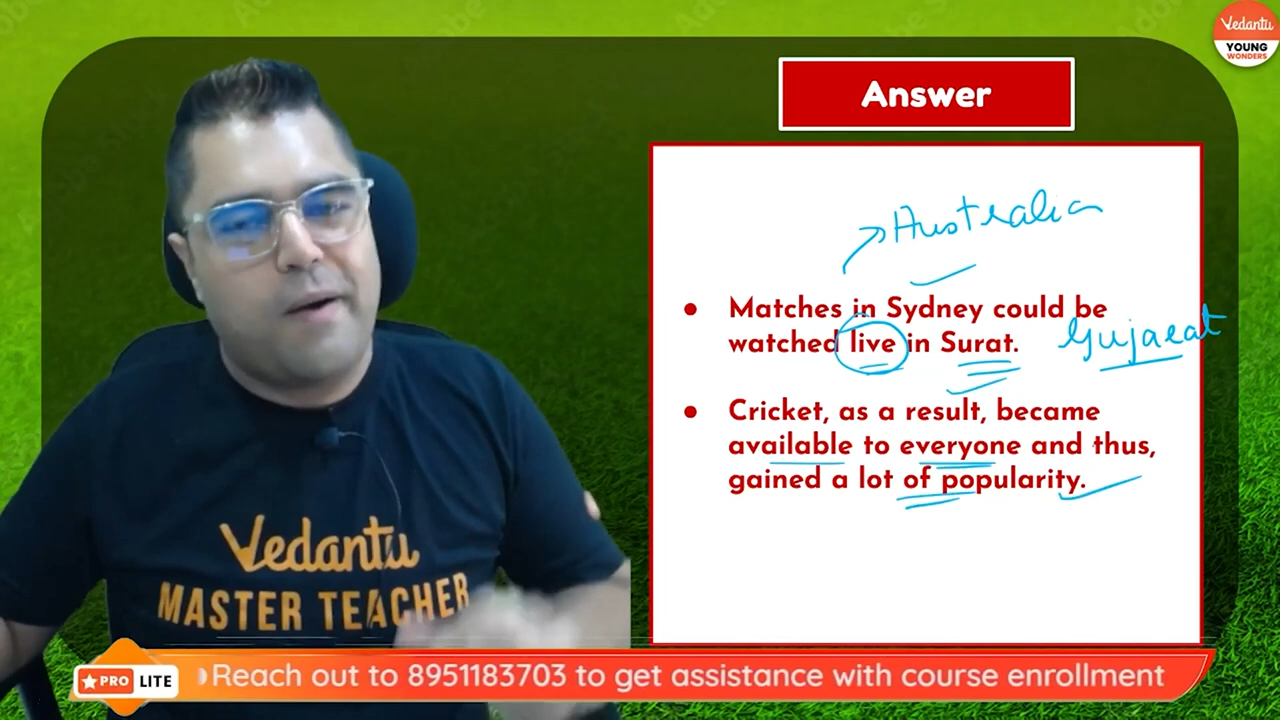 Vedantu
YOUNG
WONDERS
Answer
Australia
• Matches in Sydney could be
watched live in Surat.
Gujarat
• Cricket, as a result, became
available to everyone and thus,
gained a lot of popularity.
Vedantu
MASTER TEACHER
PRO LITE
Reach out to 8951183703 to get assistance with course enrollment